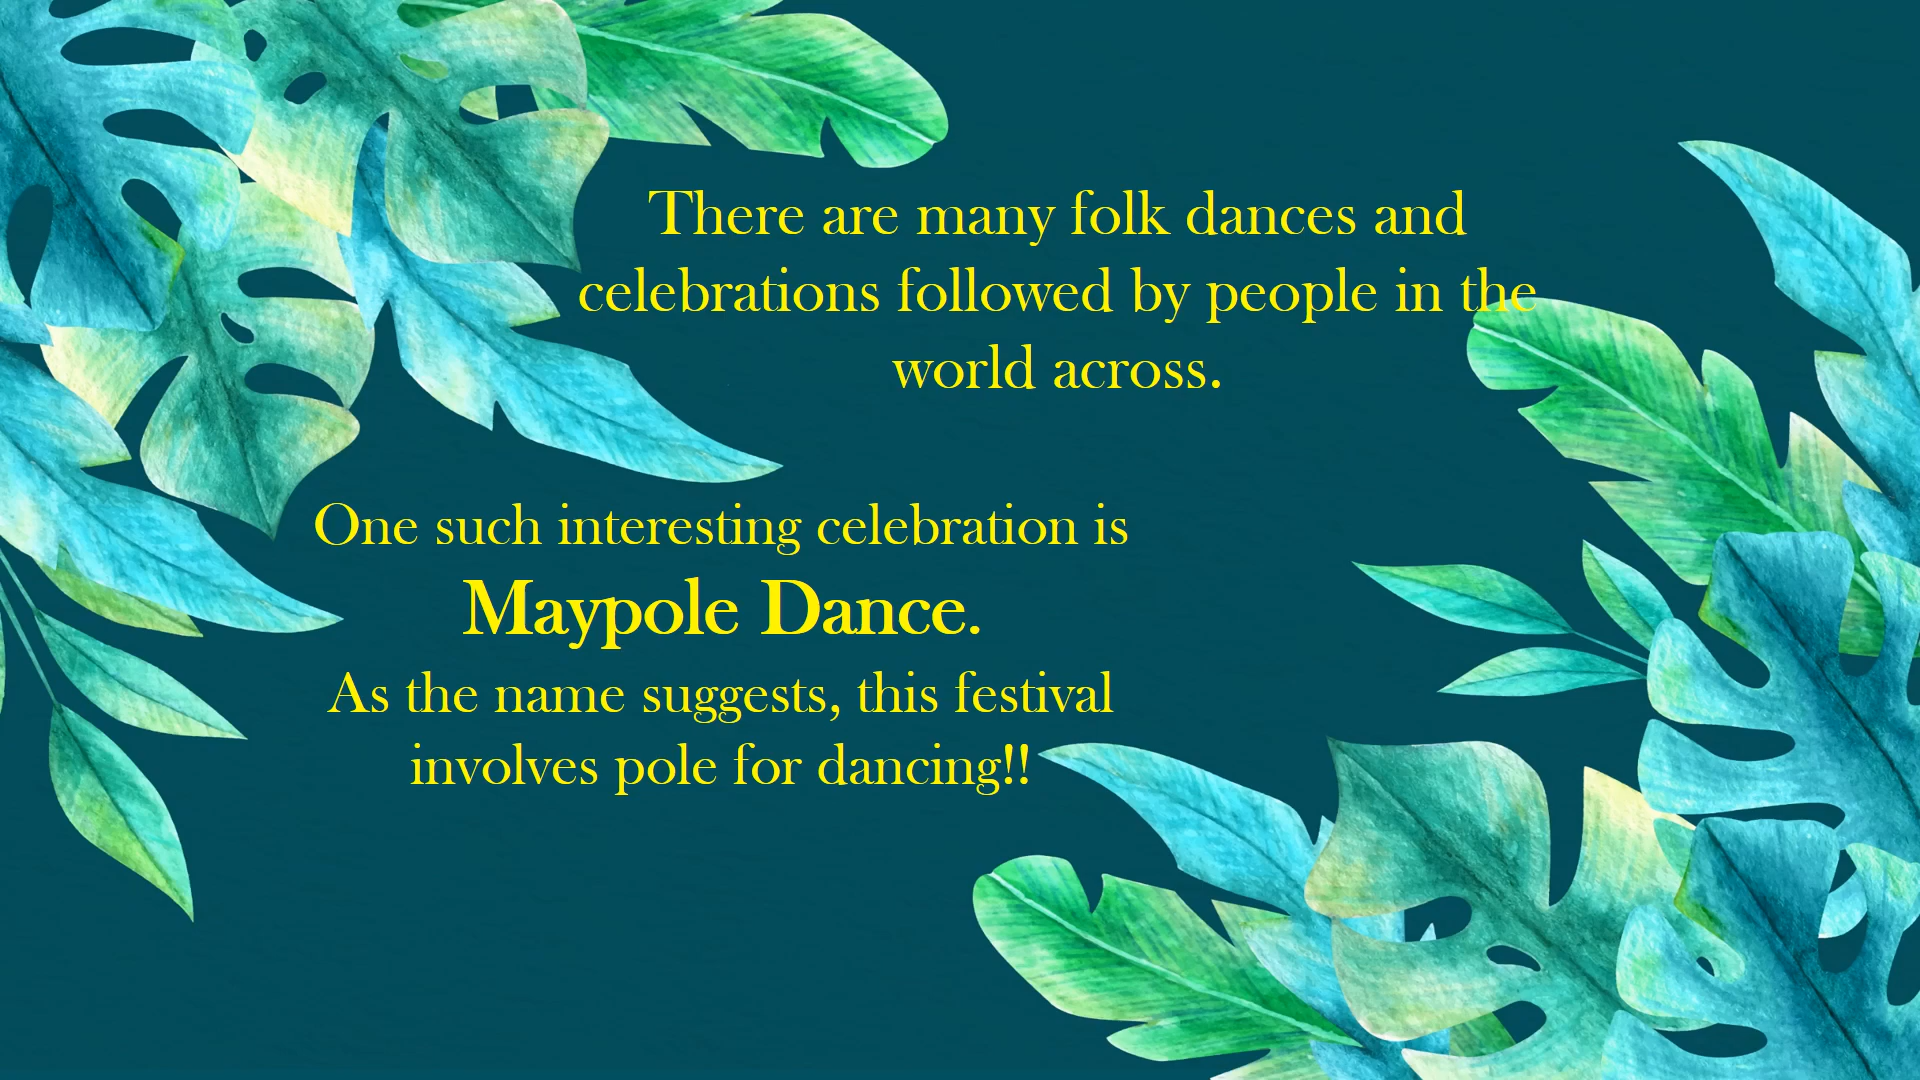 There are many folk dances and
celebrations followed by people in the
world across.
One such interesting celebration is
Maypole Dance.
As the name suggests, this festival
involves pole for dancing!!